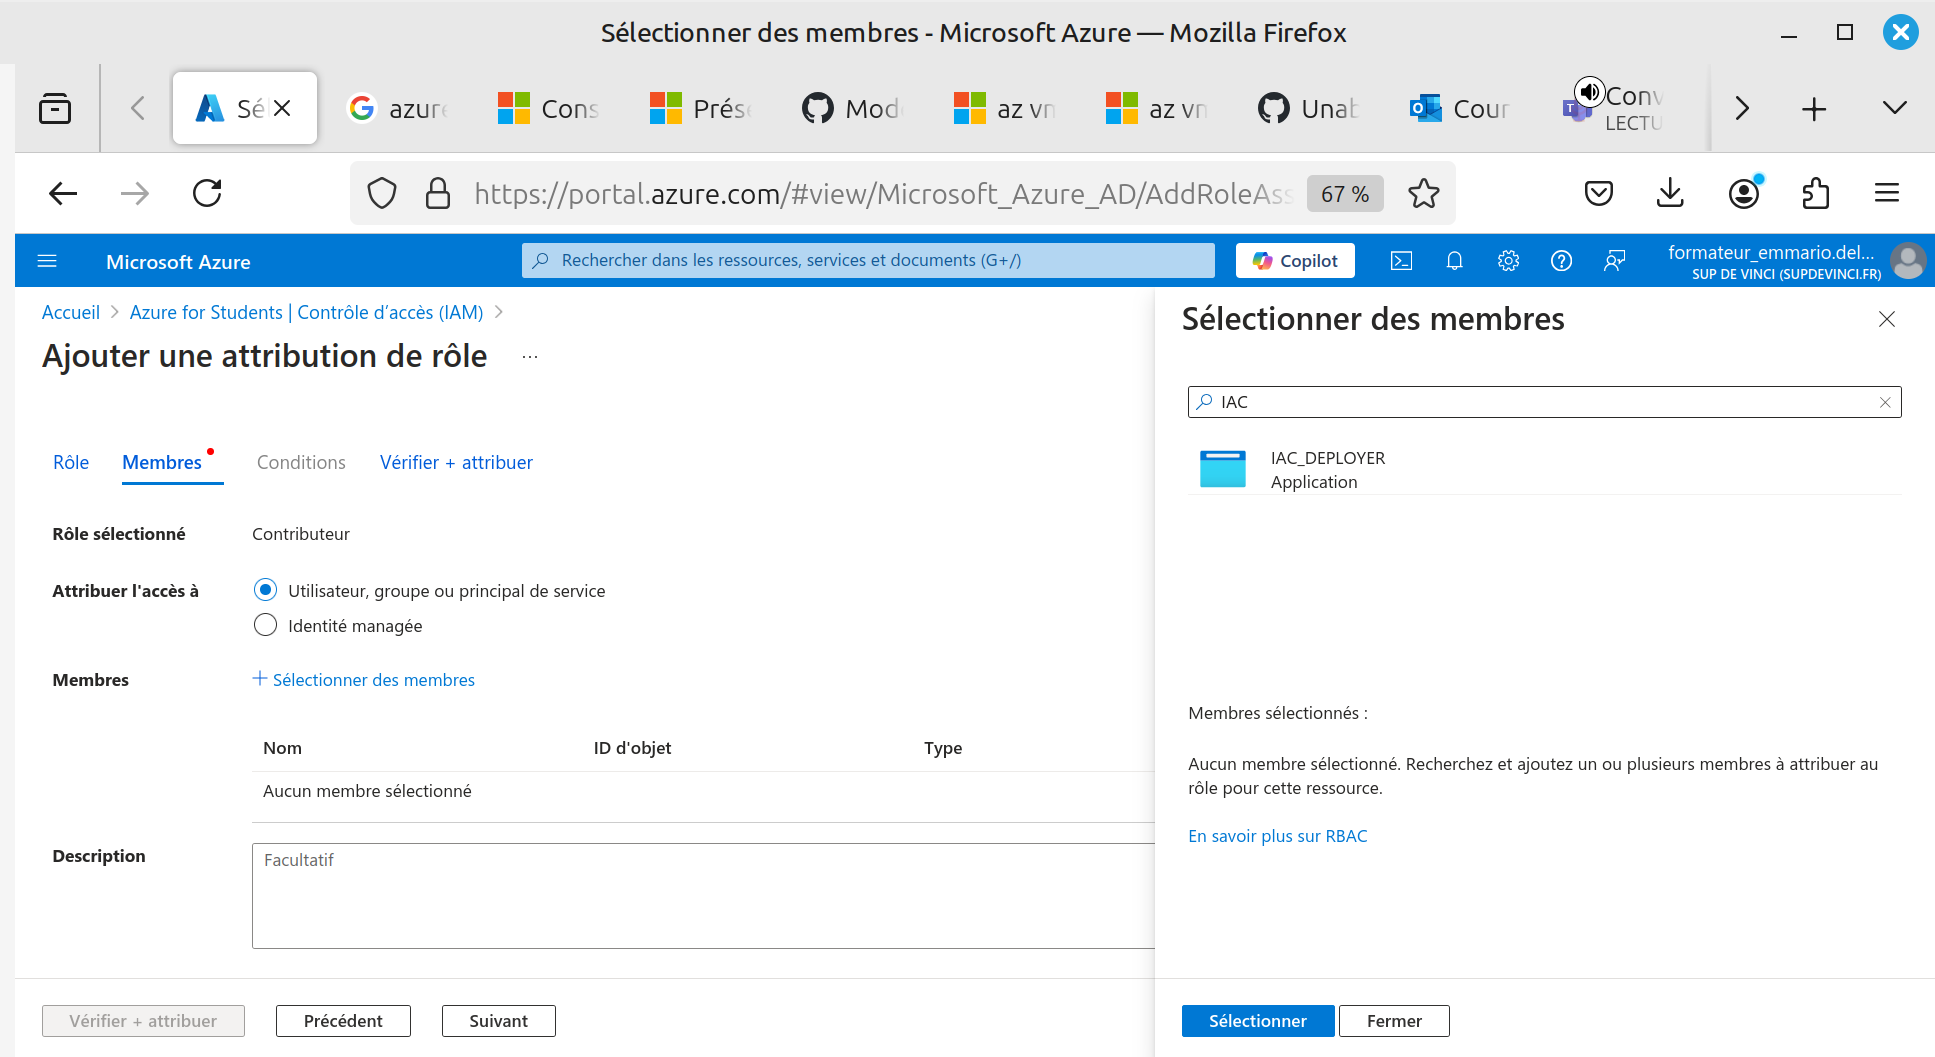 Sélectionner des membres - Microsoft Azure — Mozilla Firefox
Sél
azure
Cons
Prése
Mod
az vm
az vm
Unab
Cour
Conv
LECTU
https://portal.azure.com/#view/Microsoft_Azure_AD/AddRoleAss
67 %
Microsoft Azure
Rechercher dans les ressources, services et documents (G+/)
Copilot
formateur_emmario.del...
SUP DE VINCI (SUPDEVINCI.FR)
Accueil > Azure for Students | Contrôle d’accès (IAM) >
Ajouter une attribution de rôle ...
Rôle
Membres
Conditions
Vérifier + attribuer
Rôle sélectionné
Contributeur
Attribuer l'accès à
Utilisateur, groupe ou principal de service
Identité managée
Membres
+ Sélectionner des membres
Nom
ID d'objet
Type
Aucun membre sélectionné
Description
Facultatif
Vérifier + attribuer
Précédent
Suivant
Sélectionner des membres
IAC
IAC_DEPLOYER
Application
Membres sélectionnés :
Aucun membre sélectionné. Recherchez et ajoutez un ou plusieurs membres à attribuer au
rôle pour cette ressource.
En savoir plus sur RBAC
Sélectionner
Fermer